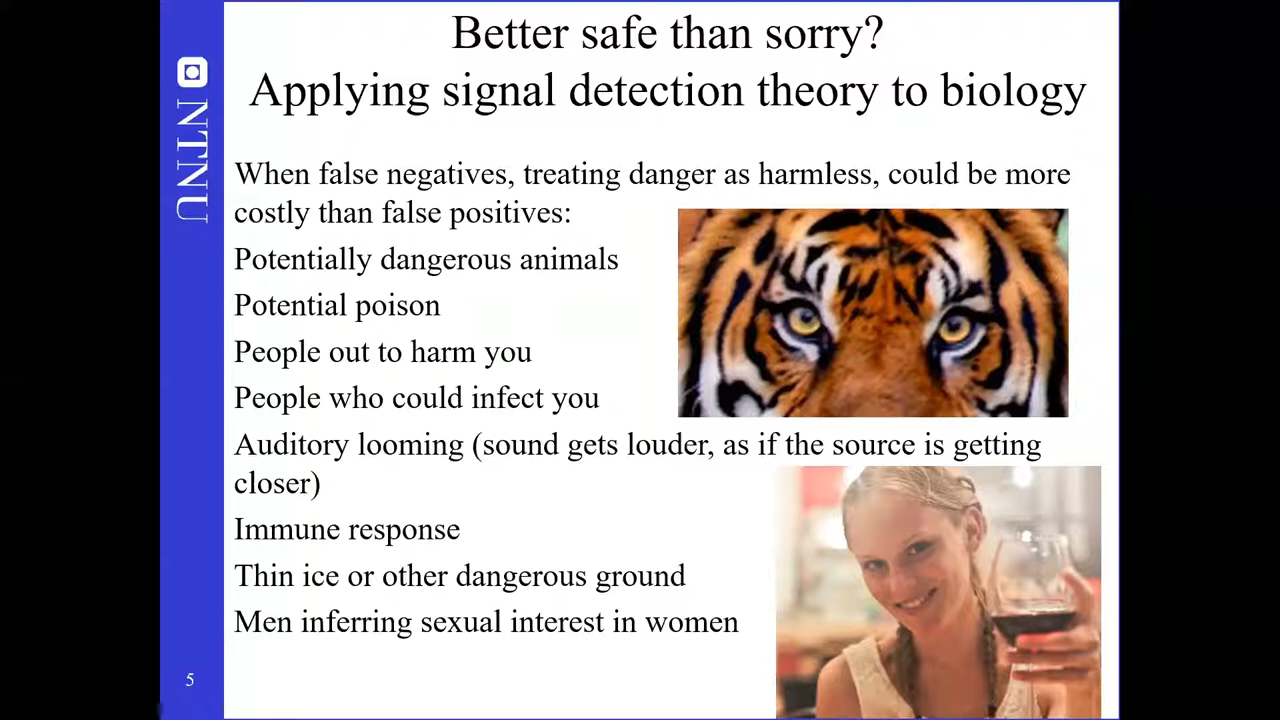 Better safe than sorry?
Applying signal detection theory to biology
NTNU
When false negatives, treating danger as harmless, could be more
costly than false positives:
Potentially dangerous animals
Potential poison
People out to harm you
People who could infect you
Auditory looming (sound gets louder, as if the source is getting
closer)
Immune response
Thin ice or other dangerous ground
Men inferring sexual interest in women
5